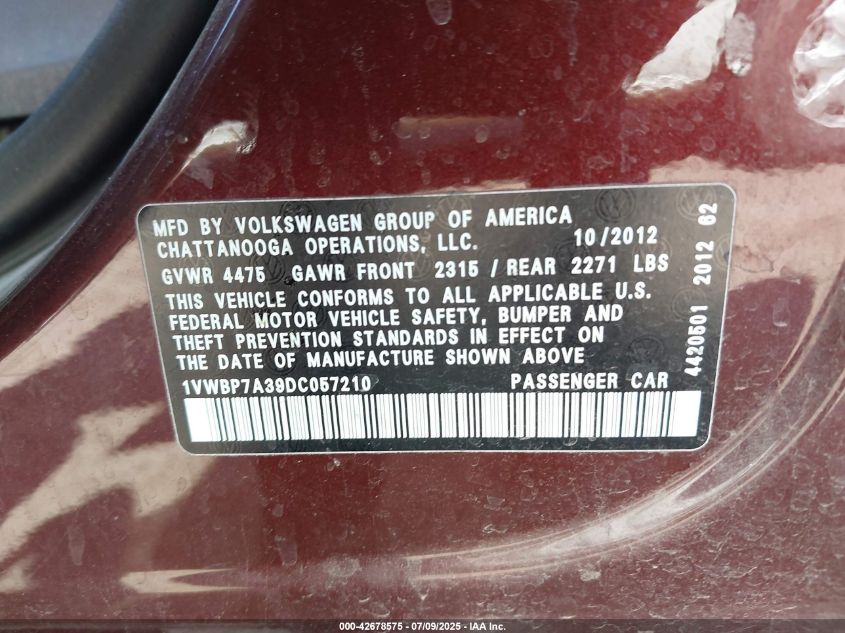 MFD BY VOLKSWAGEN GROUP OF AMERICA
CHATTANOOGA OPERATIONS, LLC. 10/2012
GVWR 4475 GAWR FRONT 2315 / REAR 2271 LBS
THIS VEHICLE CONFORMS TO ALL APPLICABLE U.S.
FEDERAL MOTOR VEHICLE SAFETY, BUMPER AND
THEFT PREVENTION STANDARDS IN EFFECT ON
THE DATE OF MANUFACTURE SHOWN ABOVE
1VWBP7A39DC057210 PASSENGER CAR
4420501 2012 62
000-42678575 - 07/09/2025 - IAA Inc.